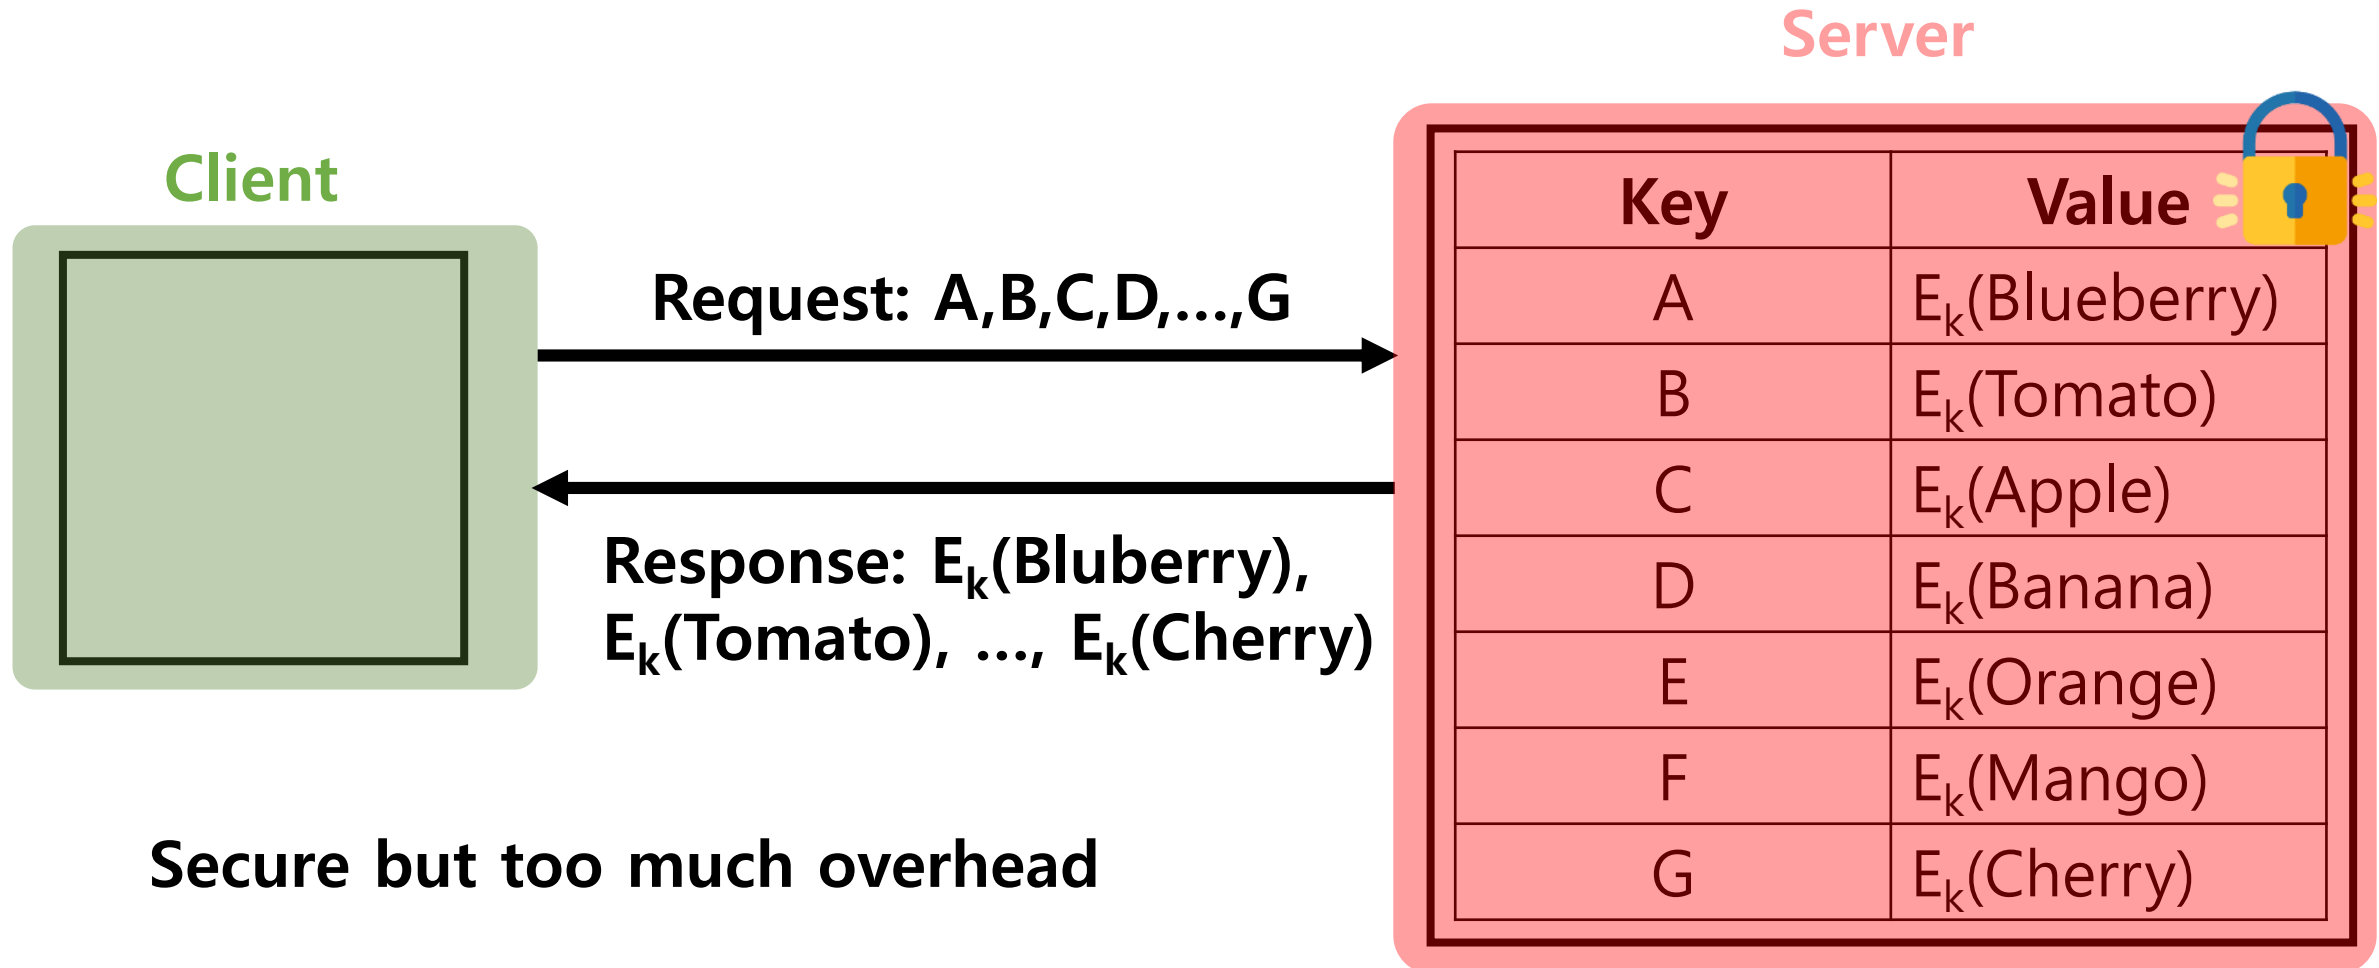 Server
Client
Request: A,B,C,D,...,G
Response: Ek(Bluberry),
Ek(Tomato), ..., Ek(Cherry)
Secure but too much overhead
Key Value
A Ek(Blueberry)
B Ek(Tomato)
C Ek(Apple)
D Ek(Banana)
E Ek(Orange)
F Ek(Mango)
G Ek(Cherry)